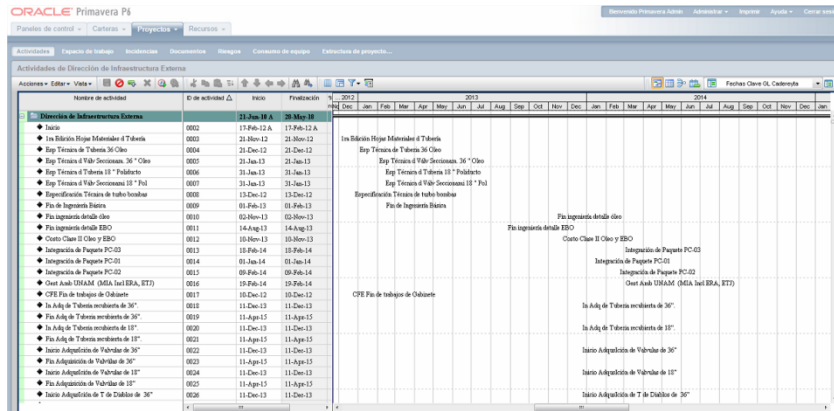 ORACLE Primavera P6
Bienvenido Primavera Admin Administrar Imprimir Ayuda Cerrar sesi
Paneles de control Carteras Proyectos Recursos
Actividades Espacio de trabajo Incidencias Documentos Riesgos Consumo de equipo Estructura de proyecto...
Actividades de Dirección de Infraestructura Externa
Acciones Editar Vista Fechas Clave OL Cadereyta
Nombre de actividad ID de actividad Inicio Finalización 2012 2013 2014
Dec Jan Feb Mar Apr May Jun Jul Aug Sep Oct Nov Dec Jan Feb Mar Apr May Jun Jul Aug Sep Oct Nov Dec Jan
Dirección de Infraestructura Externa 21-Jun-10 A 28-May-18
Inicio 0002 17-Feb-12 A 17-Feb-12 A
1ra Edición Hojas Materiales d Tubería 0003 21-Nov-12 21-Nov-12 1ra Edición Hojas Materiales d Tubería
Esp Técnica de Tubería 36 Oleo 0004 21-Dec-12 21-Dec-12 Esp Técnica de Tubería 36 Oleo
Esp Técnica d Válv Seccionam. 36 " Oleo 0005 21-Jan-13 21-Jan-13 Esp Técnica d Válv Seccionam. 36 " Oleo
Esp Técnica d Tubería 18 " Poliducto 0006 31-Jan-13 31-Jan-13 Esp Técnica d Tubería 18 " Poliducto
Esp Técnica d Válv Seccionami 18 " Pol 0007 31-Jan-13 31-Jan-13 Esp Técnica d Válv Seccionami 18 " Pol
Especificación Técnica de turbo bombas 0008 13-Dec-12 13-Dec-12 Especificación Técnica de turbo bombas
Fin de Ingeniería Básica 0009 01-Feb-13 01-Feb-13 Fin de Ingeniería Básica
Fin ingeniería detalle óleo 0010 02-Nov-13 02-Nov-13 Fin ingeniería detalle óleo
Fin ingeniería detalle EBO 0011 14-Aug-13 14-Aug-13 Fin ingeniería detalle EBO
Costo Clase II Oleo y EBO 0012 10-Nov-13 10-Nov-13 Costo Clase II Oleo y EBO
Integración de Paquete PC-03 0013 18-Feb-14 18-Feb-14 Integración de Paquete PC-03
Integración de Paquete PC-01 0014 01-Jan-14 01-Jan-14 Integración de Paquete PC-01
Integración de Paquete PC-02 0015 09-Feb-14 09-Feb-14 Integración de Paquete PC-02
Gest Amb UNAM (MIA Incl ERA, ETJ) 0016 19-Feb-14 19-Feb-14 Gest Amb UNAM (MIA Incl ERA, ETJ)
CFE Fin de trabajos de Gabinete 0017 10-Dec-12 10-Dec-12 CFE Fin de trabajos de Gabinete
In Adq de Tubería recubierta de 36". 0018 11-Dec-13 11-Dec-13 In Adq de Tubería recubierta de 36".
Fin Adq de Tubería recubierta de 36". 0019 11-Apr-15 11-Apr-15
In Adq de Tubería recubierta de 18". 0020 11-Dec-13 11-Dec-13 In Adq de Tubería recubierta de 18".
Fin Adq de Tubería recubierta de 18". 0021 11-Apr-15 11-Apr-15
Inicio Adquisición de Valvulas de 36" 0022 11-Dec-13 11-Dec-13 Inicio Adquisición de Valvulas de 36"
Fin Adquisición de Válvulas de 36" 0023 11-Apr-15 11-Apr-15
Inicio Adquisición de Valvulas de 18" 0024 11-Dec-13 11-Dec-13 Inicio Adquisición de Valvulas de 18"
Fin Adquisición de Válvulas de 18" 0025 11-Apr-15 11-Apr-15
Inicio Adquisición de T de Diablos de 36" 0026 11-Dec-13 11-Dec-13 Inicio Adquisición de T de Diablos de 36"